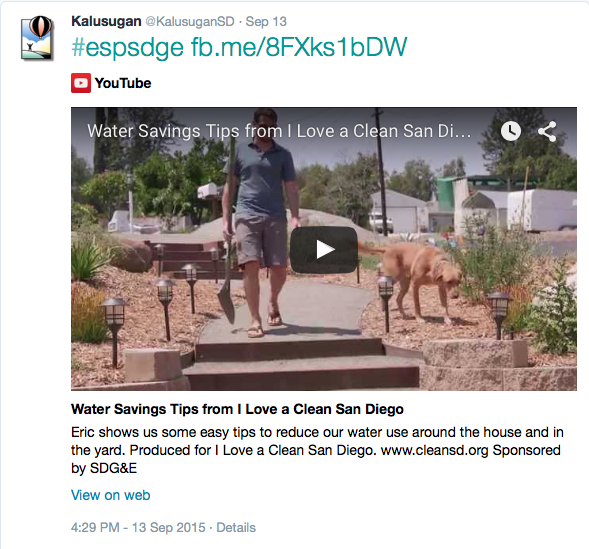 Kalusugan @KalusuganSD · Sep 13
#espsdge fb.me/8FXks1bDW
YouTube
Water Savings Tips from I Love a Clean San Di...
Water Savings Tips from I Love a Clean San Diego
Eric shows us some easy tips to reduce our water use around the house and in
the yard. Produced for I Love a Clean San Diego. www.cleansd.org Sponsored
by SDG&E
View on web
4:29 PM - 13 Sep 2015 · Details